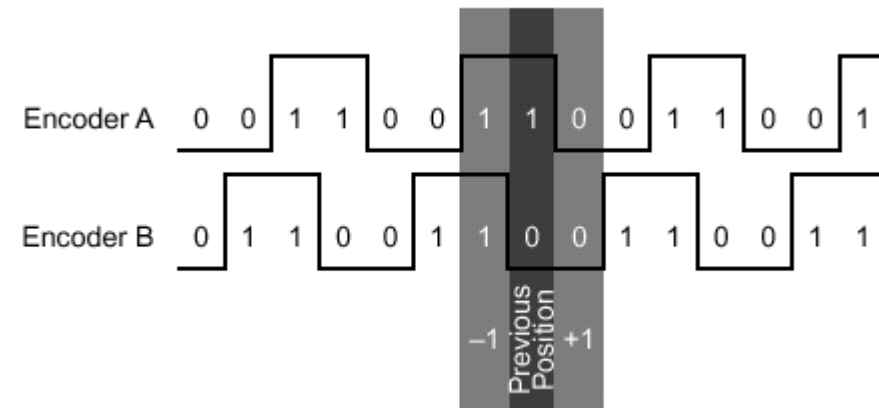 Encoder A 0 0 1 1 0 0 1 1 0 0 1 1 0 0 1
Encoder B 0 1 1 0 0 1 1 0 0 1 1 0 0 1 1
–1
Previous
Position
+1